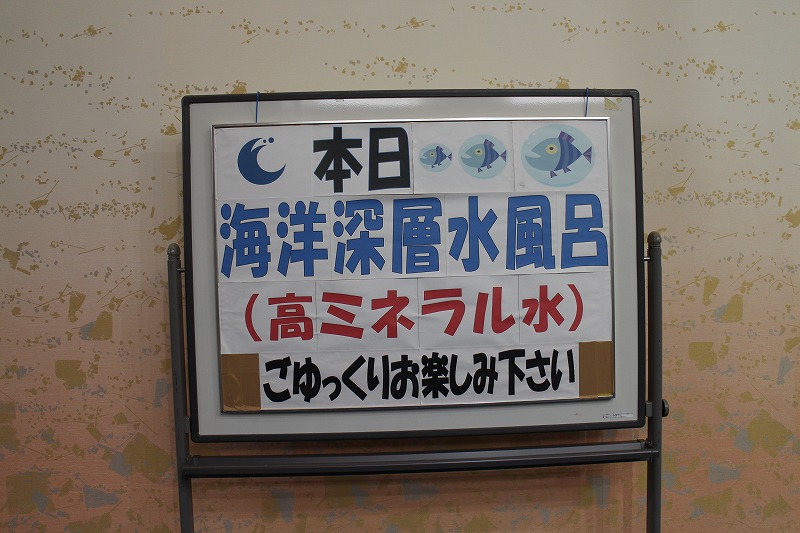 本日
海洋深層水風呂
(高ミネラル水)
ごゆっくりお楽しみ下さい